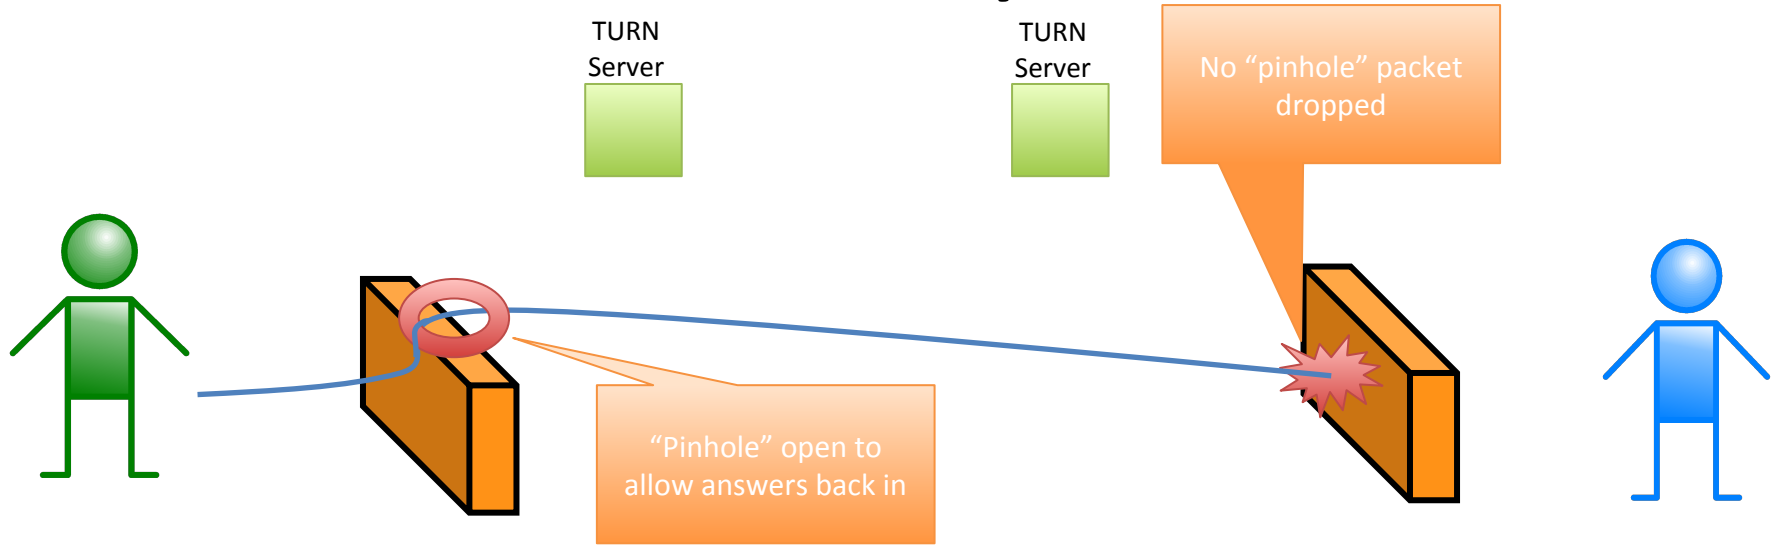 TURN
Server
TURN
Server
No “pinhole” packet
dropped
“Pinhole” open to
allow answers back in